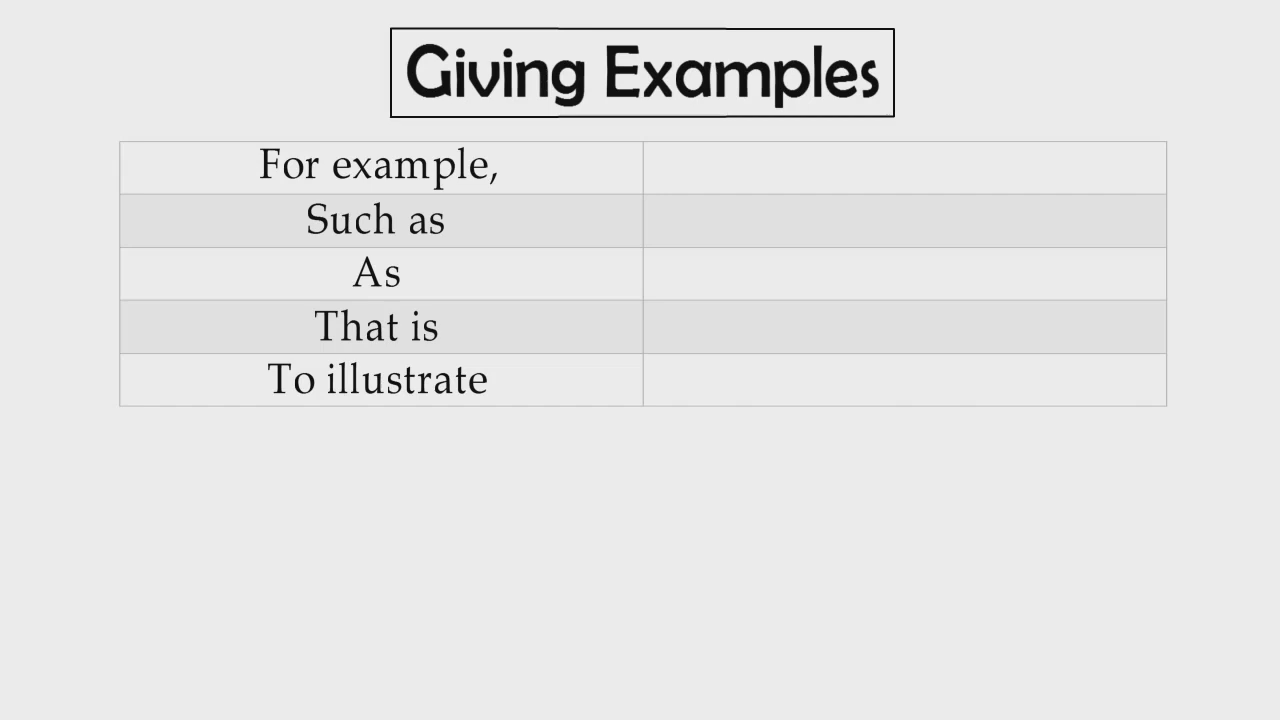 Giving Examples
For example,
Such as
As
That is
To illustrate